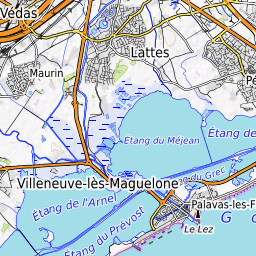 Védas
Lattes
Maurin
Étang du Méjean
Étang de
Villeneuve-lès-Maguelone
du Grec
Étang de l'Arnel
Palavas-les-F
G
Le Lez
Étang du Prévost